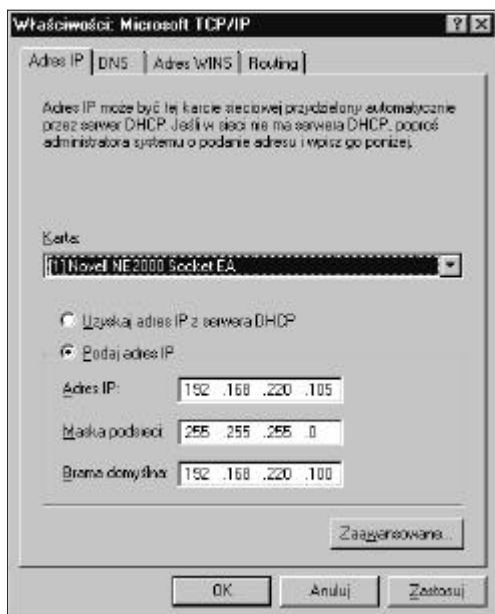 Właściwości: Microsoft TCP/IP
Adres IP DNS Adres WINS Routing
Adres IP może być tej karcie sieciowej przydzielony automatycznie
przez serwer DHCP. Jeśli w sieci nie ma serwera DHCP, poproś
administratora systemu o podanie adresu i wpisz go poniżej.
Karta:
[1] Novell NE2000 Socket EA
Uzyskaj adres IP z serwera DHCP
Podaj adres IP
Adres IP: 192 .168 .220 .105
Maska podsieci: 255 .255 .255 .0
Brama domyślna: 192 .168 .220 .100
Zaawansowane...
OK Anuluj Zastosuj